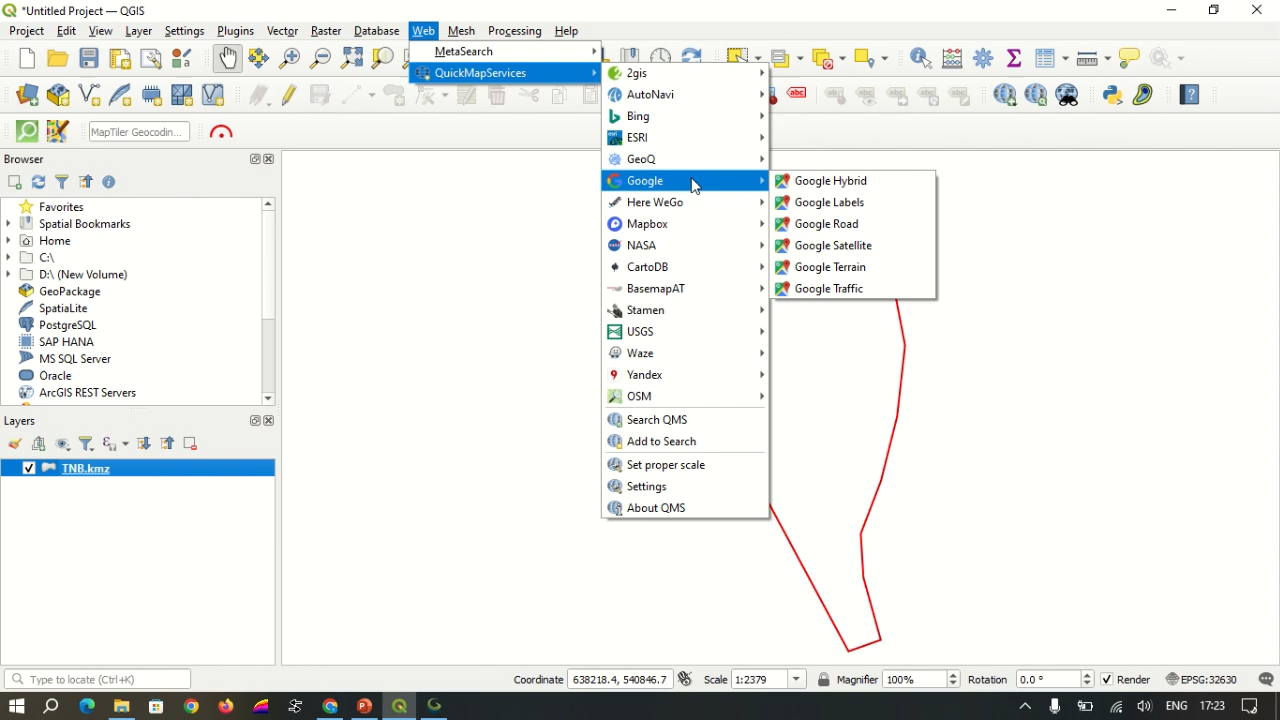 *Untitled Project — QGIS
Project Edit View Layer Settings Plugins Vector Raster Database Web Mesh Processing Help
MetaSearch
QuickMapServices
2gis
AutoNavi
Bing
ESRI
GeoQ
Google
Here WeGo
Mapbox
NASA
CartoDB
BasemapAT
Stamen
USGS
Waze
Yandex
OSM
Search QMS
Add to Search
Set proper scale
Settings
About QMS
Google Hybrid
Google Labels
Google Road
Google Satellite
Google Terrain
Google Traffic
abc
MapTiler Geocodin...
Browser
Favorites
Spatial Bookmarks
Home
C:\
D:\ (New Volume)
GeoPackage
SpatiaLite
PostgreSQL
SAP HANA
MS SQL Server
Oracle
ArcGIS REST Servers
Layers
TNB.kmz
Type to locate (Ctrl+K)
Coordinate 638218.4, 540846.7 Scale 1:2379 Magnifier 100% Rotation 0.0 ° Render EPSG:32630
ENG 17:23